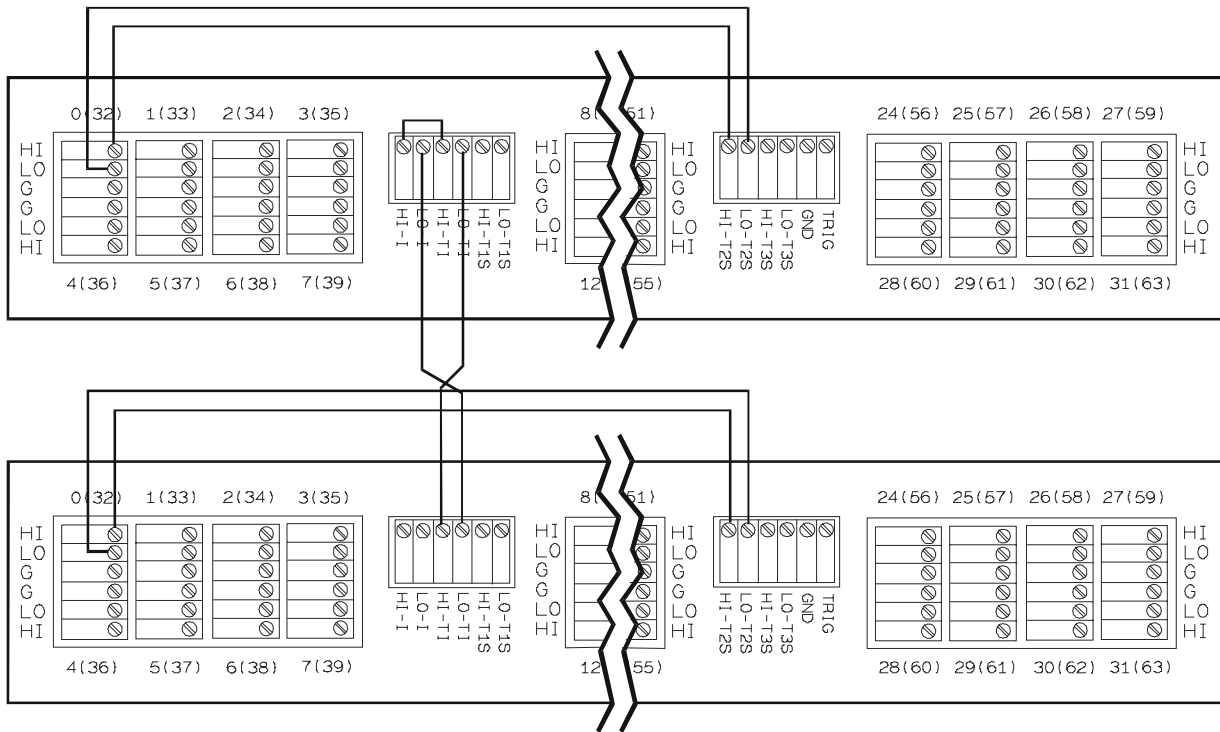 0(32) 1(33) 2(34) 3(35) 8( 51) 24(56) 25(57) 26(58) 27(59)
HI HI HI HI
LO LO LO LO
G G G G
G G G G
LO LO LO LO
HI HI HI HI
HI-I LO-I HI-TI LO-TI HI-T1S LO-T1S
HI-T2S LO-T2S HI-T3S LO-T3S GND TRIG
4(36) 5(37) 6(38) 7(39) 12 55) 28(60) 29(61) 30(62) 31(63)
0(32) 1(33) 2(34) 3(35) 8( 51) 24(56) 25(57) 26(58) 27(59)
HI HI HI HI
LO LO LO LO
G G G G
G G G G
LO LO LO LO
HI HI HI HI
HI-I LO-I HI-TI LO-TI HI-T1S LO-T1S
HI-T2S LO-T2S HI-T3S LO-T3S GND TRIG
4(36) 5(37) 6(38) 7(39) 12 55) 28(60) 29(61) 30(62) 31(63)